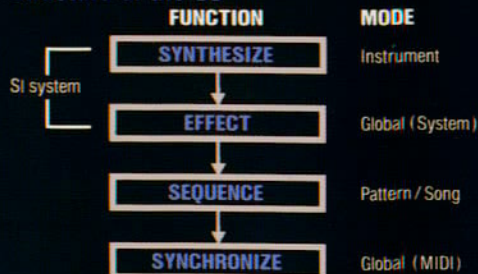 FUNCTION MODE
SYNTHESIZE Instrument
SI system
EFFECT Global (System)
SEQUENCE Pattern / Song
SYNCHRONIZE Global (MIDI)